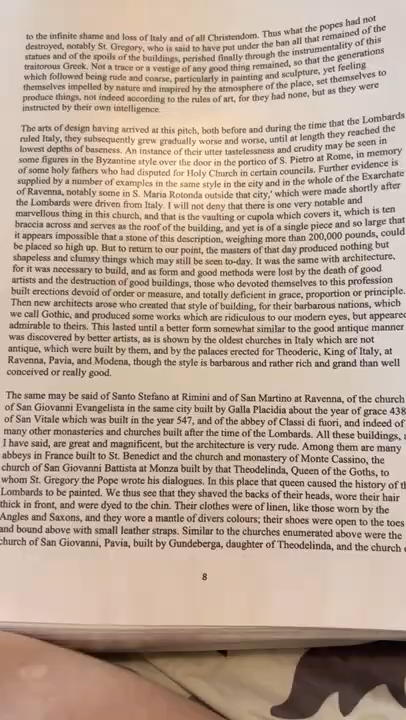 to the infinite shame and loss of Italy and of all Christendom. Thus what the popes had not
destroyed, notably St. Gregory, who is said to have put under the ban all that remained of the
statues and of the spoils of the buildings, perished finally through the instrumentality of this
traitorous Greek. Not a trace or a vestige of any good thing remained, so that the generations
which followed being rude and coarse, particularly in painting and sculpture, yet feeling
themselves impelled by nature and inspired by the atmosphere of the place, set themselves to
produce things, not indeed according to the rules of art, for they had none, but as they were
instructed by their own intelligence.
The arts of design having arrived at this pitch, both before and during the time that the Lombards
ruled Italy, they subsequently grew gradually worse and worse, until at length they reached the
lowest depths of baseness. An instance of their utter tastelessness and crudity may be seen in
some figures in the Byzantine style over the door in the portico of S. Pietro at Rome, in memory
of some holy fathers who had disputed for Holy Church in certain councils. Further evidence is
supplied by a number of examples in the same style in the city and in the whole of the Exarchate
of Ravenna, notably some in S. Maria Rotonda outside that city,' which were made shortly after
the Lombards were driven from Italy. I will not deny that there is one very notable and
marvellous thing in this church, and that is the vaulting or cupola which covers it, which is ten
braccia across and serves as the roof of the building, and yet is of a single piece and so large that
it appears impossible that a stone of this description, weighing more than 200,000 pounds, could
be placed so high up. But to return to our point, the masters of that day produced nothing but
shapeless and clumsy things which may still be seen to-day. It was the same with architecture,
for it was necessary to build, and as form and good methods were lost by the death of good
artists and the destruction of good buildings, those who devoted themselves to this profession
built erections devoid of order or measure, and totally deficient in grace, proportion or principle.
Then new architects arose who created that style of building, for their barbarous nations, which
we call Gothic, and produced some works which are ridiculous to our modern eyes, but appeared
admirable to theirs. This lasted until a better form somewhat similar to the good antique manner
was discovered by better artists, as is shown by the oldest churches in Italy which are not
antique, which were built by them, and by the palaces erected for Theoderic, King of Italy, at
Ravenna, Pavia, and Modena, though the style is barbarous and rather rich and grand than well
conceived or really good.
The same may be said of Santo Stefano at Rimini and of San Martino at Ravenna, of the church
of San Giovanni Evangelista in the same city built by Galla Placidia about the year of grace 438
of San Vitale which was built in the year 547, and of the abbey of Classi di fuori, and indeed of
many other monasteries and churches built after the time of the Lombards. All these buildings,
I have said, are great and magnificent, but the architecture is very rude. Among them are many
abbeys in France built to St. Benedict and the church and monastery of Monte Cassino, the
church of San Giovanni Battista at Monza built by that Theodelinda, Queen of the Goths, to
whom St. Gregory the Pope wrote his dialogues. In this place that queen caused the history of
Lombards to be painted. We thus see that they shaved the backs of their heads, wore their hair
thick in front, and were dyed to the chin. Their clothes were of linen, like those worn by the
Angles and Saxons, and they wore a mantle of divers colours; their shoes were open to the toes
and bound above with small leather straps. Similar to the churches enumerated above were the
church of San Giovanni, Pavia, built by Gundeberga, daughter of Theodelinda, and the church
8